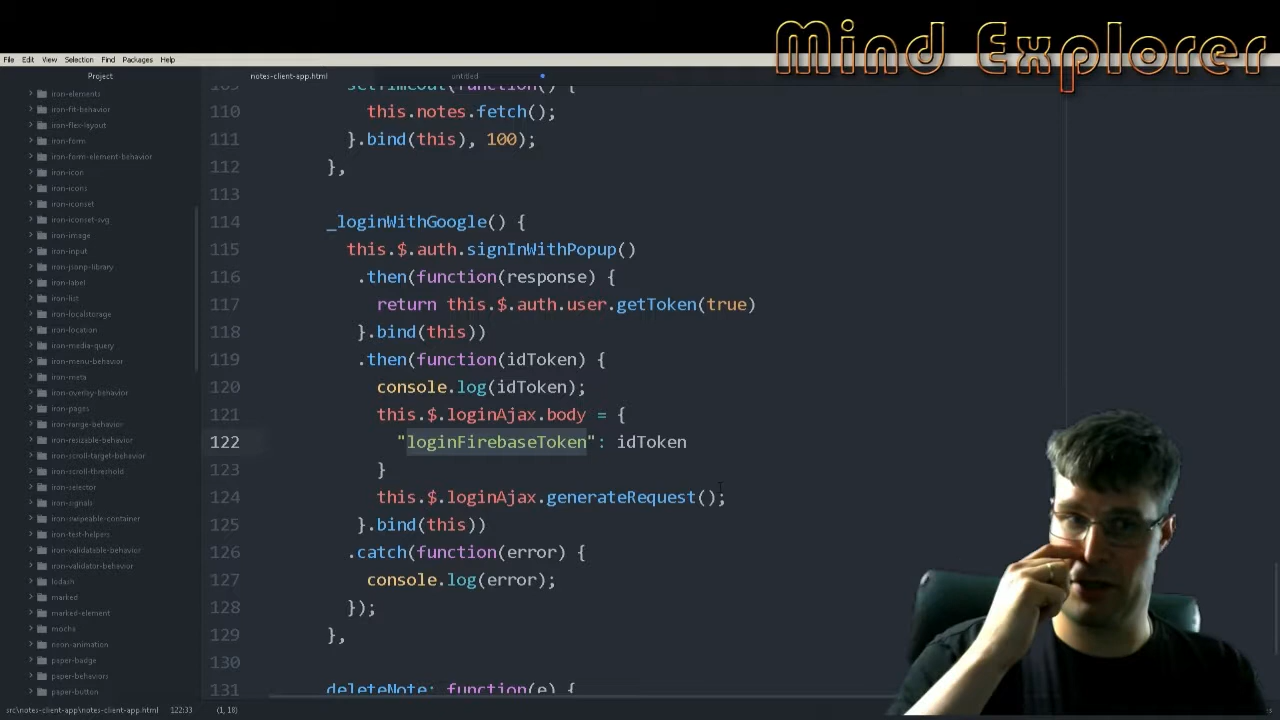 Mind Explorer
File Edit View Selection Find Packages Help
Project
notes-client-app.html
untitled
iron-elements
iron-fit-behavior
iron-flex-layout
iron-form
iron-form-element-behavior
iron-icon
iron-icons
iron-iconset
iron-iconset-svg
iron-image
iron-input
iron-jsonp-library
iron-label
iron-list
iron-localstorage
iron-location
iron-media-query
iron-menu-behavior
iron-meta
iron-overlay-behavior
iron-pages
iron-range-behavior
iron-resizable-behavior
iron-scroll-target-behavior
iron-scroll-threshold
iron-selector
iron-signals
iron-swipeable-container
iron-test-helpers
iron-validatable-behavior
iron-validator-behavior
lodash
marked
marked-element
mocha
neon-animation
paper-badge
paper-behaviors
paper-button
109 setTimeout(function() {
110 this.notes.fetch();
111 }.bind(this), 100);
112 },
113
114 _loginWithGoogle() {
115 this.$.auth.signInWithPopup()
116 .then(function(response) {
117 return this.$.auth.user.getToken(true)
118 }.bind(this))
119 .then(function(idToken) {
120 console.log(idToken);
121 this.$.loginAjax.body = {
122 "loginFirebaseToken": idToken
123 }
124 this.$.loginAjax.generateRequest();
125 }.bind(this))
126 .catch(function(error) {
127 console.log(error);
128 });
129 },
130
131 deleteNote: function(e) {
src\notes-client-app\notes-client-app.html 122:33 (1, 18)